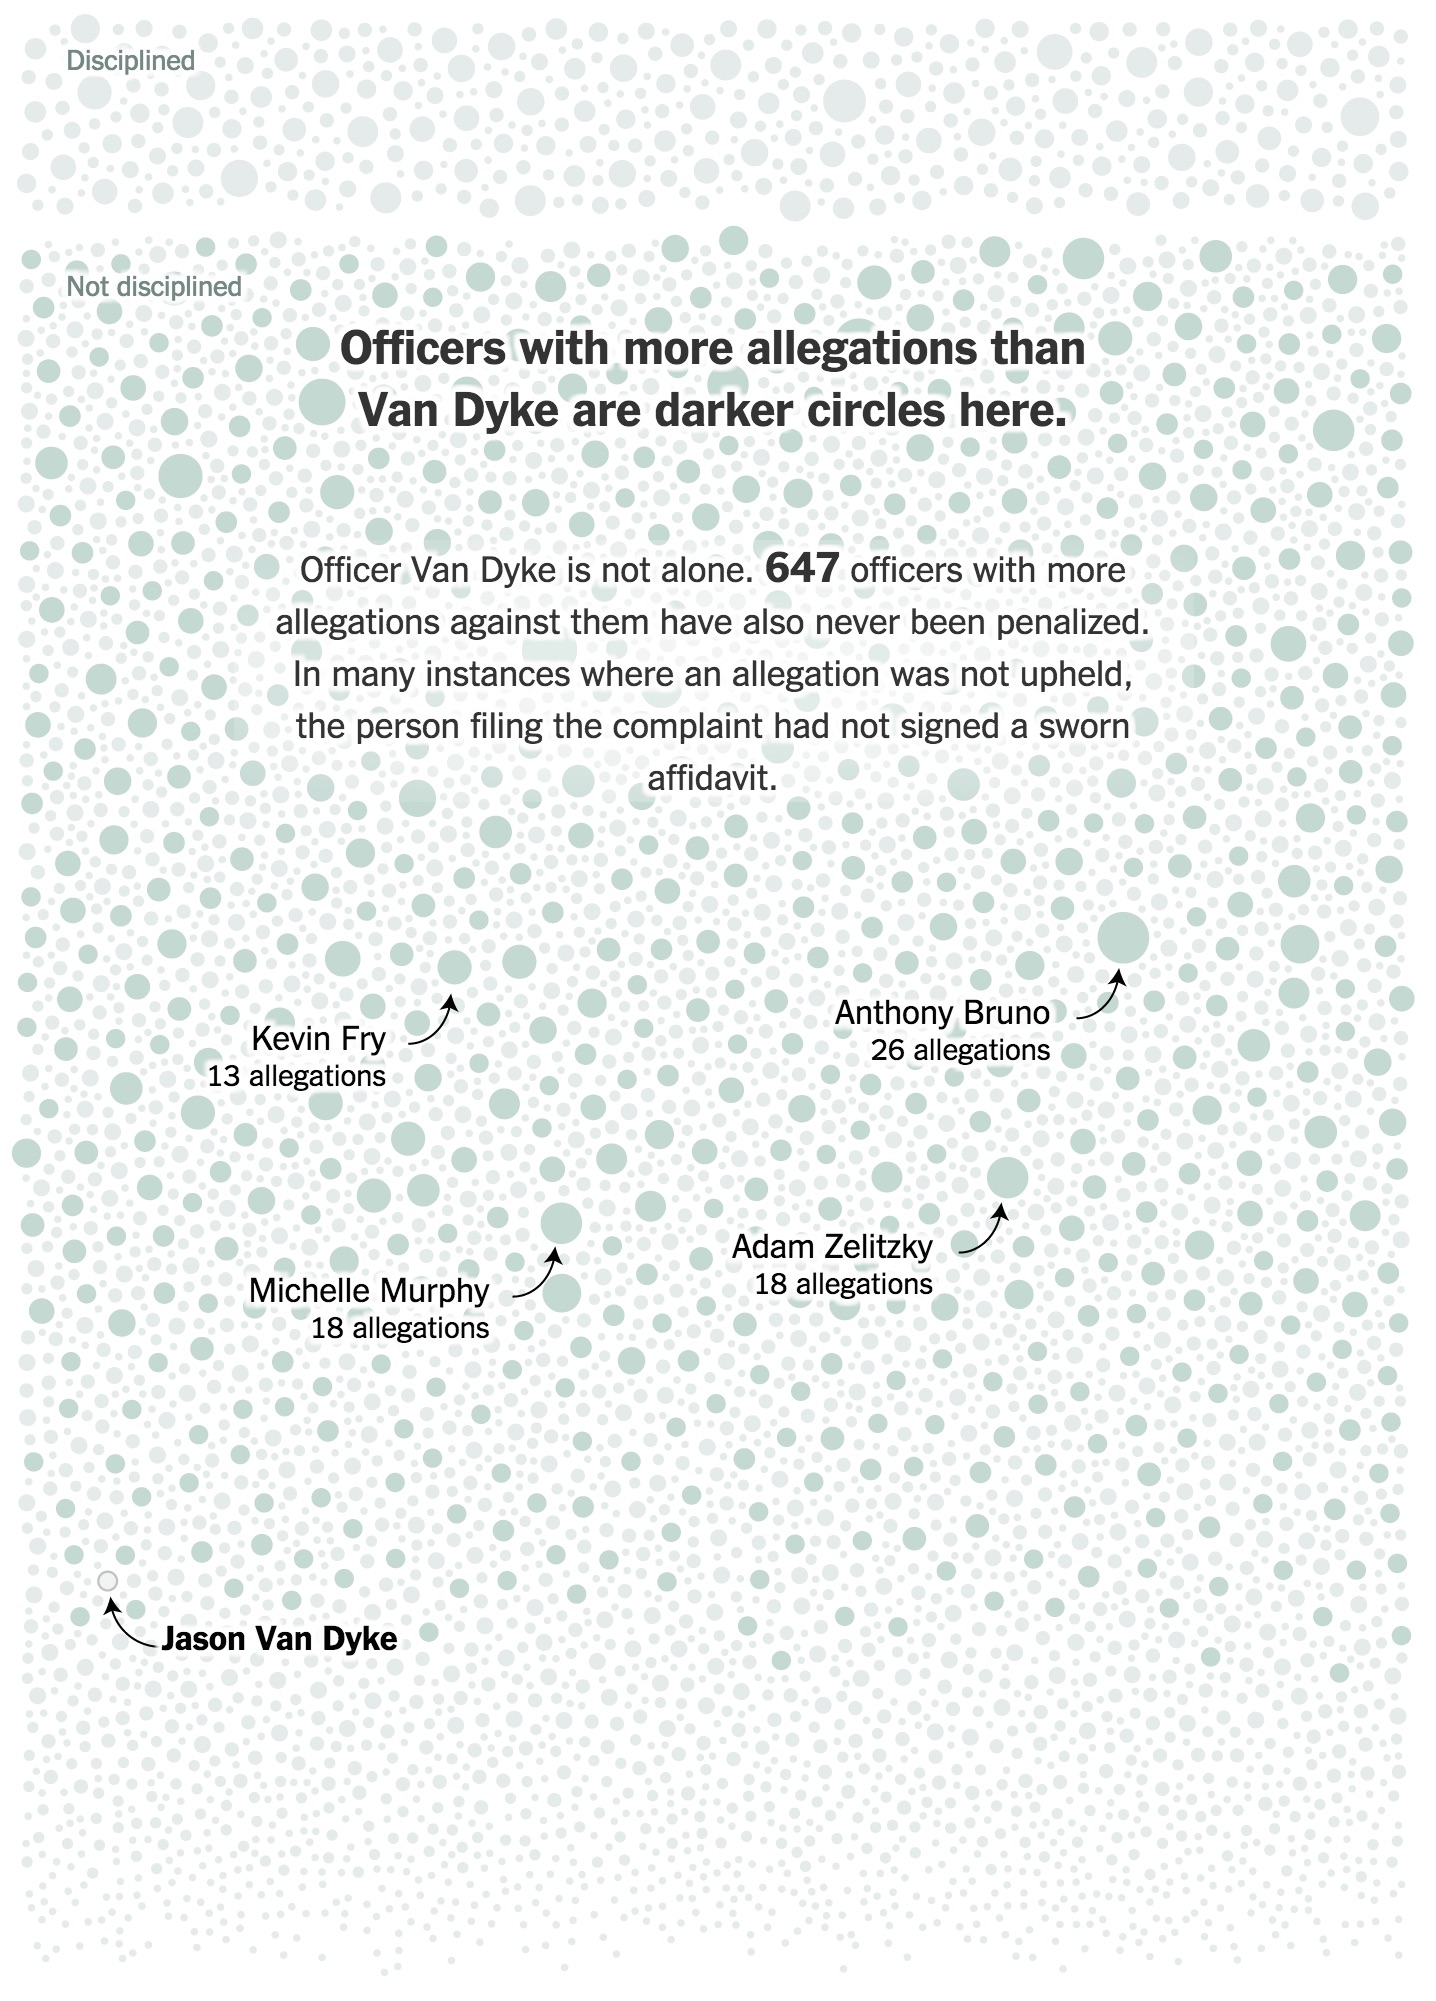 Disciplined
Not disciplined
Officers with more allegations than
Van Dyke are darker circles here.
Officer Van Dyke is not alone. 647 officers with more
allegations against them have also never been penalized.
In many instances where an allegation was not upheld,
the person filing the complaint had not signed a sworn
affidavit.
Anthony Bruno
26 allegations
Kevin Fry
13 allegations
Adam Zelitzky
18 allegations
Michelle Murphy
18 allegations
Jason Van Dyke